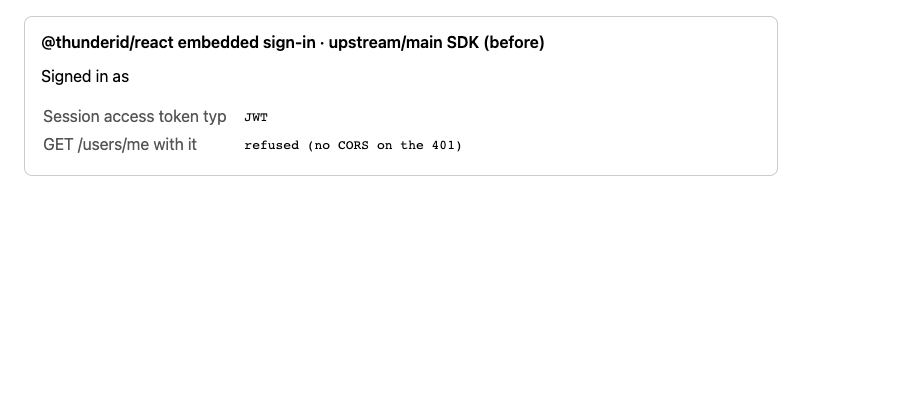 @thunderid/react embedded sign-in · upstream/main SDK (before)
Signed in as
Session access token typ JWT
GET /users/me with it refused (no CORS on the 401)